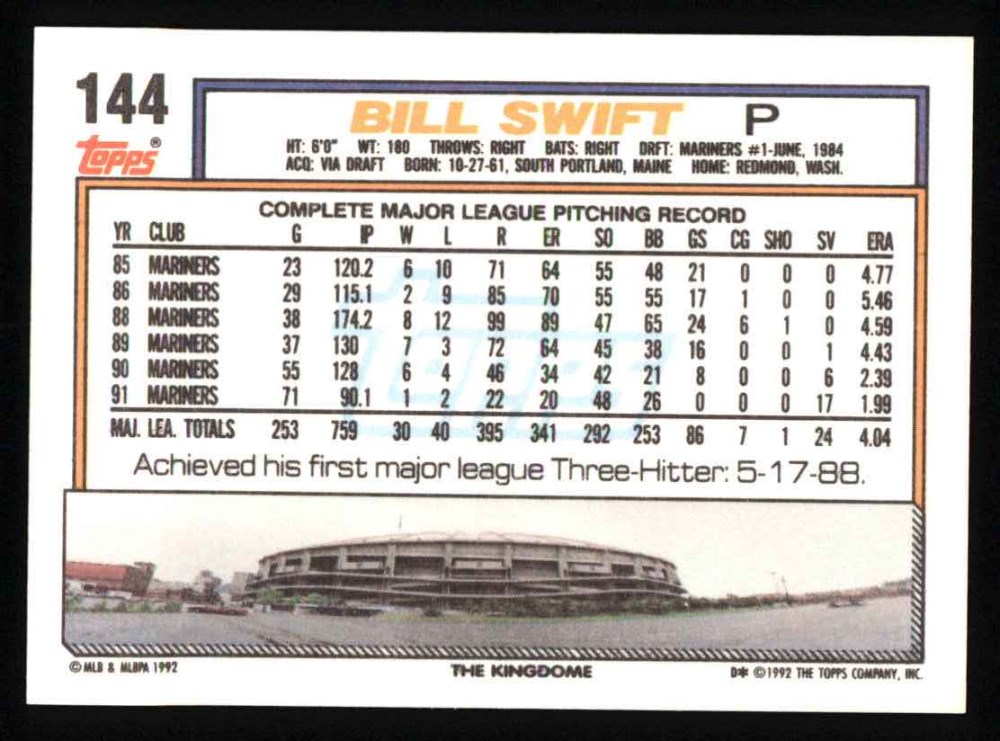 144
BILL SWIFT P
topps®
HT: 6'0" WT: 180 THROWS: RIGHT BATS: RIGHT DRFT: MARINERS #1-JUNE, 1984
ACQ: VIA DRAFT BORN: 10-27-61, SOUTH PORTLAND, MAINE HOME: REDMOND, WASH.
COMPLETE MAJOR LEAGUE PITCHING RECORD
YR CLUB G IP W L R ER SO BB GS CG SHO SV ERA
85 MARINERS 23 120.2 6 10 71 64 55 48 21 0 0 0 4.77
86 MARINERS 29 115.1 2 9 85 70 55 55 17 1 0 0 5.46
88 MARINERS 38 174.2 8 12 99 89 47 65 24 6 1 0 4.59
89 MARINERS 37 130 7 3 72 64 45 38 16 0 0 1 4.43
90 MARINERS 55 128 6 4 46 34 42 21 8 0 0 6 2.39
91 MARINERS 71 90.1 1 2 22 20 48 26 0 0 0 17 1.99
MAJ. LEA. TOTALS 253 759 30 40 395 341 292 253 86 7 1 24 4.04
topps
Achieved his first major league Three-Hitter: 5-17-88.
© MLB & MLBPA 1992 THE KINGDOME D* © 1992 THE TOPPS COMPANY, INC.